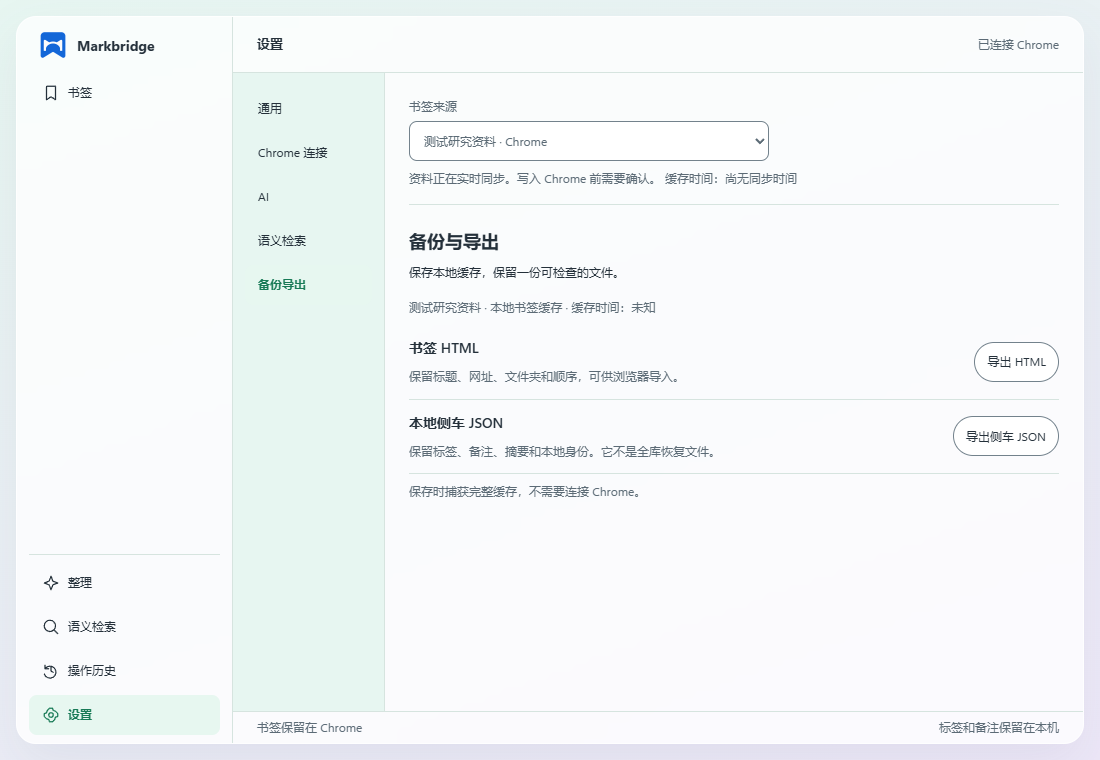 Markbridge
书签
整理
语义检索
操作历史
设置
设置
已连接 Chrome
通用
Chrome 连接
AI
语义检索
备份导出
书签来源
测试研究资料 · Chrome
资料正在实时同步。写入 Chrome 前需要确认。 缓存时间：尚无同步时间
备份与导出
保存本地缓存，保留一份可检查的文件。
测试研究资料 · 本地书签缓存 · 缓存时间：未知
书签 HTML
保留标题、网址、文件夹和顺序，可供浏览器导入。
导出 HTML
本地侧车 JSON
保留标签、备注、摘要和本地身份。它不是全库恢复文件。
导出侧车 JSON
保存时捕获完整缓存，不需要连接 Chrome。
书签保留在 Chrome
标签和备注保留在本机